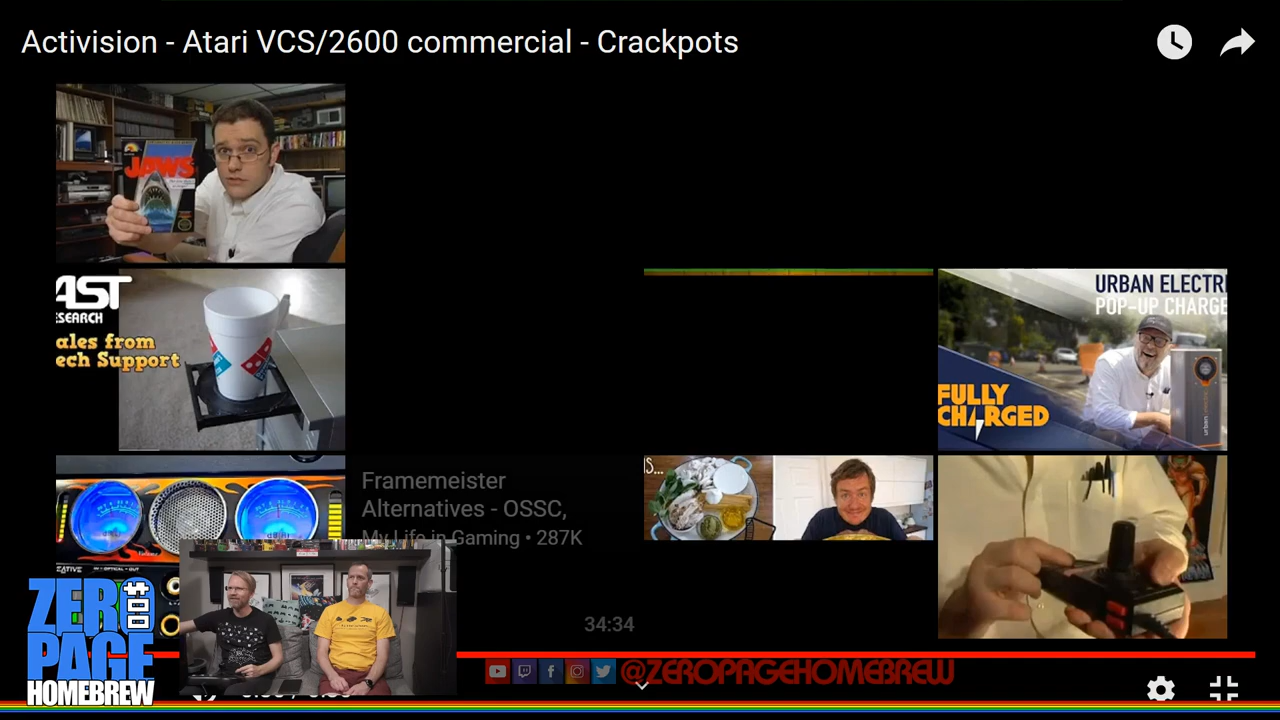 Activision - Atari VCS/2600 commercial - Crackpots
JAWS
AST
ESEARCH
ales from
ech Support
URBAN ELECTRI
POP-UP CHARGE
FULLY
CHARGED
Framemeister
Alternatives - OSSC,
My Life in Gaming • 287K
34:34
ZERO
PAGE
HOMEBREW
@ZEROPAGEHOMEBREW